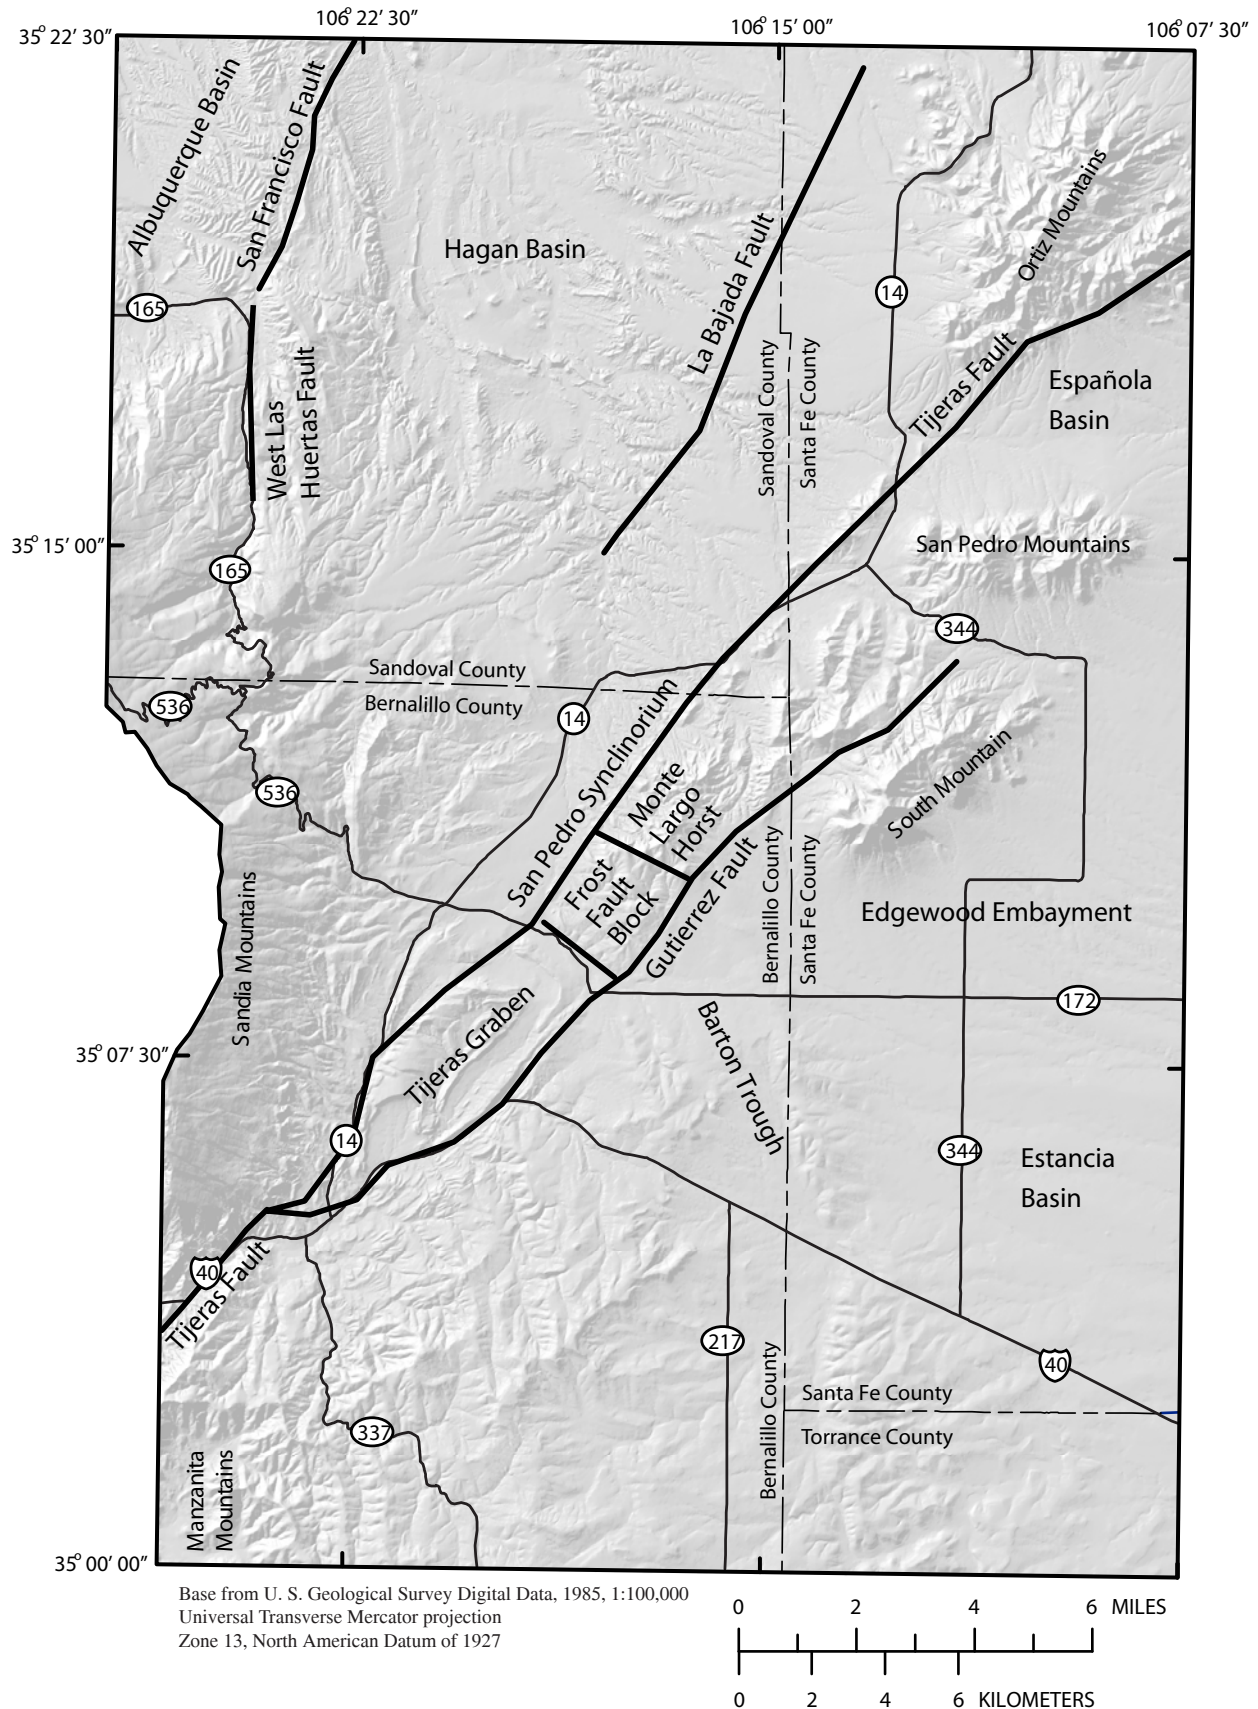 106° 22′ 30″
106° 15′ 00″
106° 07′ 30″
35° 22′ 30″
Albuquerque Basin
San Francisco Fault
Hagan Basin
La Bajada Fault
Ortiz Mountains
165
14
West Las
Huertas Fault
Sandoval County
Santa Fe County
Tijeras Fault
Española
Basin
35° 15′ 00″
165
San Pedro Mountains
344
Sandoval County
Bernalillo County
536
14
San Pedro Synclinorium
536
Monte
Largo
Horst
South Mountain
Frost
Fault
Block
Gutierrez Fault
Bernalillo County
Santa Fe County
Edgewood Embayment
Sandia Mountains
172
Tijeras Graben
Barton Trough
35° 07′ 30″
14
344
Estancia
Basin
40
Tijeras Fault
217
40
Bernalillo County
Santa Fe County
Torrance County
337
Manzanita
Mountains
35° 00′ 00″
Base from U. S. Geological Survey Digital Data, 1985, 1:100,000
Universal Transverse Mercator projection
Zone 13, North American Datum of 1927
0 2 4 6 MILES
0 2 4 6 KILOMETERS